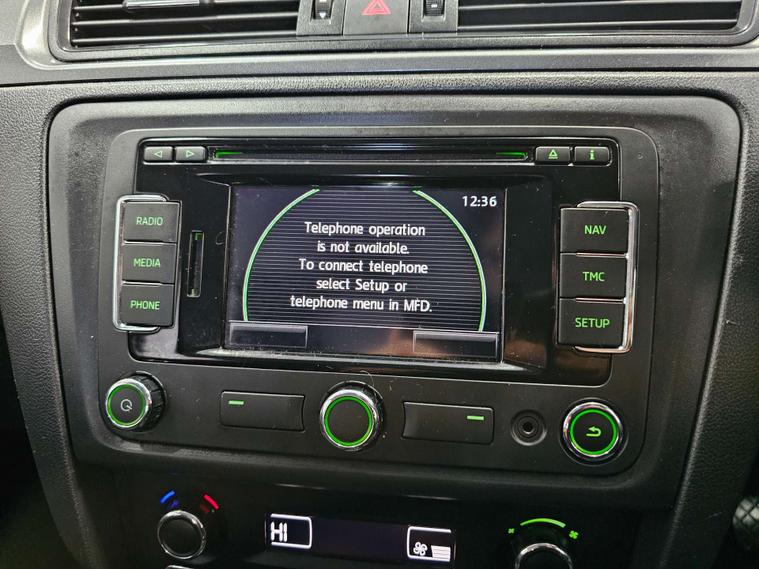 12:36
RADIO
MEDIA
PHONE
Telephone operation
is not available.
To connect telephone
select Setup or
telephone menu in MFD.
NAV
TMC
SETUP
i
HI